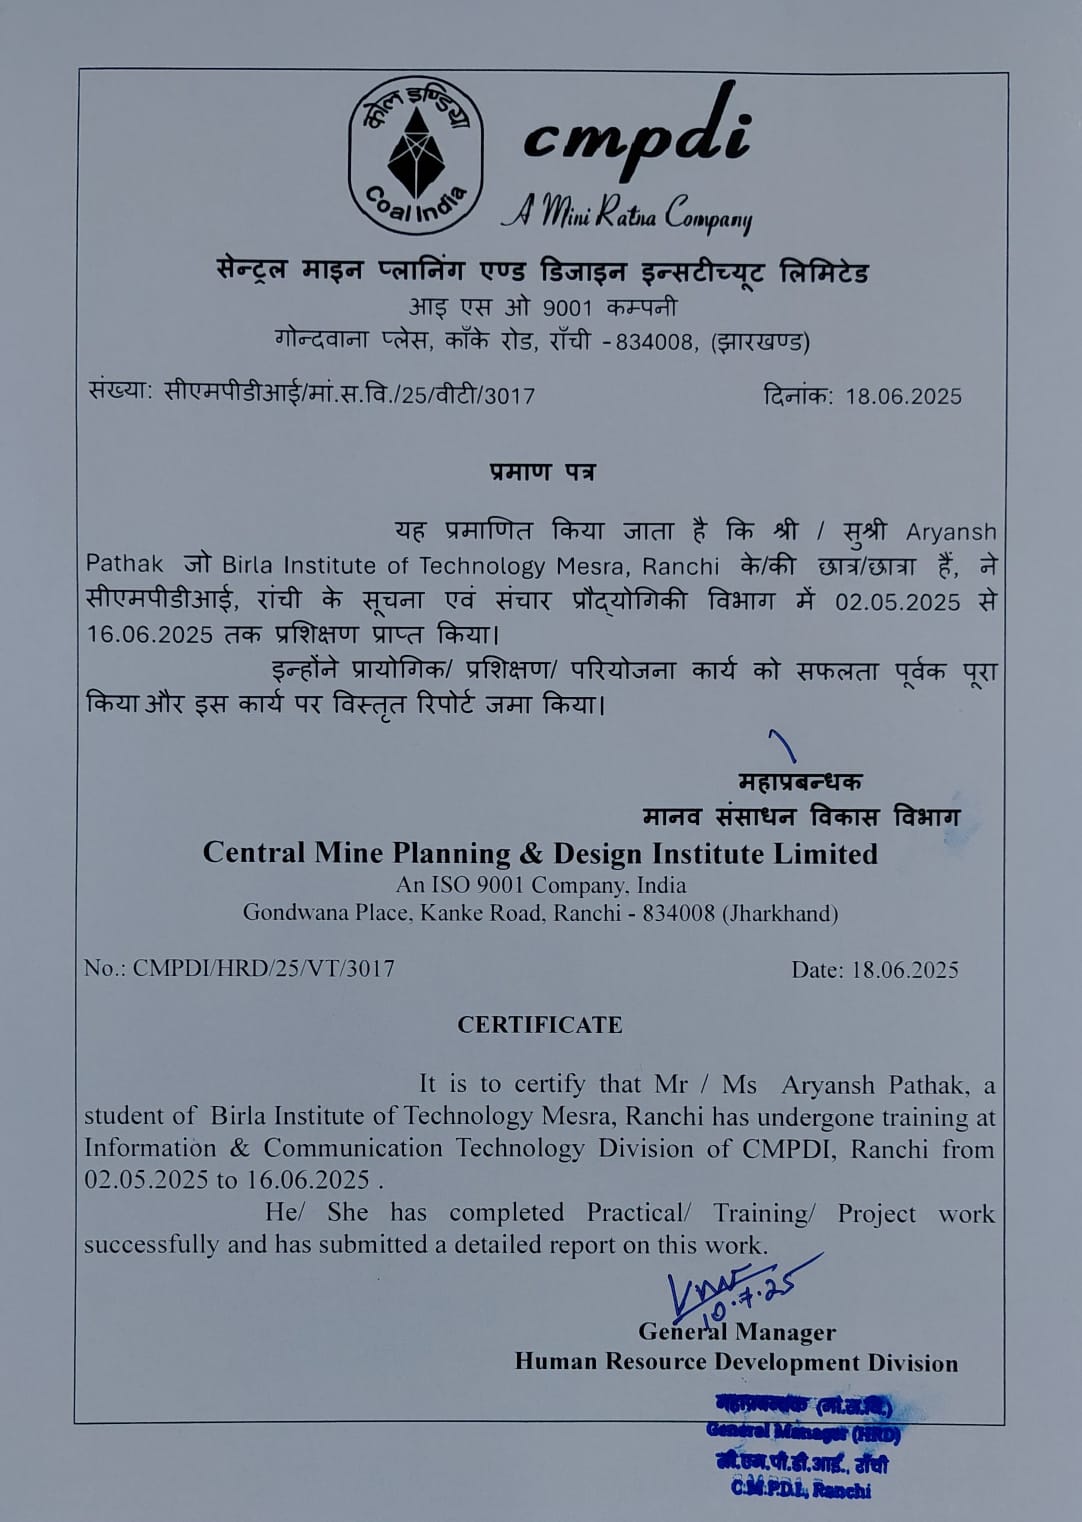 कोल इण्डिया
Coal India
cmpdi
A Mini Ratna Company
सेन्ट्रल माइन प्लानिंग एण्ड डिजाइन इन्सटीच्यूट लिमिटेड
आइ एस ओ 9001 कम्पनी
गोन्दवाना प्लेस, काँके रोड, राँची - 834008, (झारखण्ड)
संख्या: सीएमपीडीआई/मां.स.वि./25/वीटी/3017 दिनांक: 18.06.2025
प्रमाण पत्र
यह प्रमाणित किया जाता है कि श्री / सुश्री Aryansh
Pathak जो Birla Institute of Technology Mesra, Ranchi के/की छात्र/छात्रा हैं, ने
सीएमपीडीआई, रांची के सूचना एवं संचार प्रौद्योगिकी विभाग में 02.05.2025 से
16.06.2025 तक प्रशिक्षण प्राप्त किया।
इन्होंने प्रायोगिक/ प्रशिक्षण/ परियोजना कार्य को सफलता पूर्वक पूरा
किया और इस कार्य पर विस्तृत रिपोर्ट जमा किया।
महाप्रबन्धक
मानव संसाधन विकास विभाग
Central Mine Planning & Design Institute Limited
An ISO 9001 Company, India
Gondwana Place, Kanke Road, Ranchi - 834008 (Jharkhand)
No.: CMPDI/HRD/25/VT/3017 Date: 18.06.2025
CERTIFICATE
It is to certify that Mr / Ms Aryansh Pathak, a
student of Birla Institute of Technology Mesra, Ranchi has undergone training at
Information & Communication Technology Division of CMPDI, Ranchi from
02.05.2025 to 16.06.2025 .
He/ She has completed Practical/ Training/ Project work
successfully and has submitted a detailed report on this work.
10.7.25
General Manager
Human Resource Development Division
महाप्रबन्धक (मां.स.वि.)
General Manager (HRD)
सी.एम.पी.डी.आई., राँची
C.M.P.D.I., Ranchi